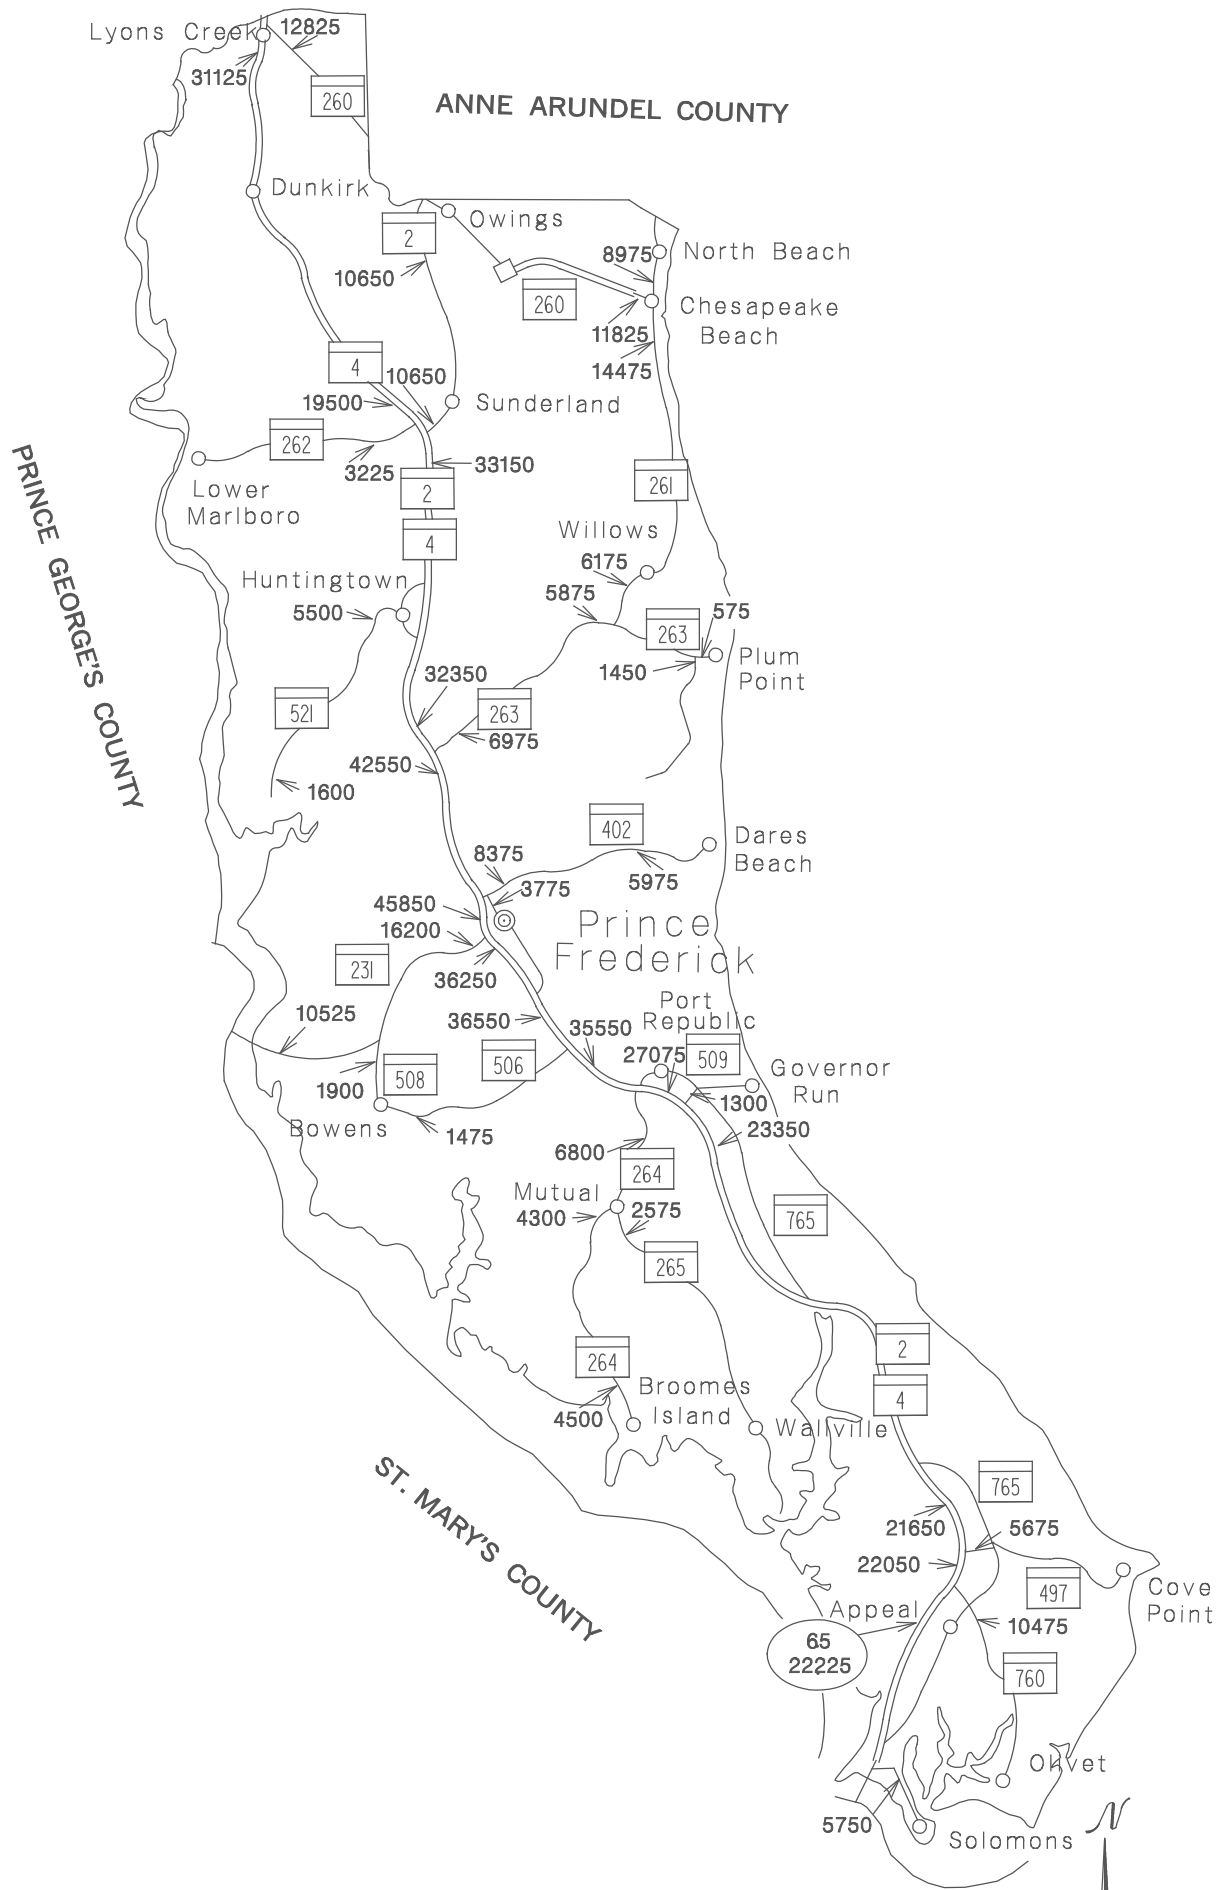 Lyons Creek
12825
31125
260
ANNE ARUNDEL COUNTY
Dunkirk
Owings
2
North Beach
8975
10650
260
Chesapeake
Beach
11825
14475
4
10650
19500
Sunderland
262
3225
33150
Lower
Marlboro
2
261
4
Willows
PRINCE GEORGE'S COUNTY
Huntingtown
6175
5875
5500
575
263
Plum
Point
1450
32350
521
263
6975
42550
1600
402
Dares
Beach
8375
5975
3775
45850
16200
Prince
Frederick
231
36250
Port
Republic
10525
36550
35550
27075
509
506
Governor
Run
1900
508
1300
Bowens
1475
23350
6800
264
Mutual
4300
2575
765
265
2
264
Broomes
Island
4
4500
Wallville
ST. MARY'S COUNTY
765
21650
5675
22050
497
Cove
Point
Appeal
65
22225
10475
760
Olivet
5750
Solomons
N